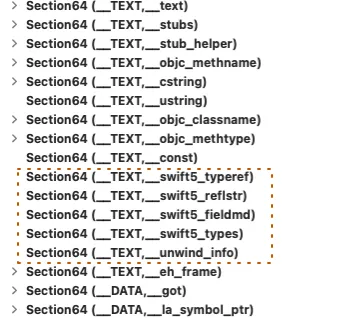 Section64 (__TEXT,__text)
Section64 (__TEXT,__stubs)
Section64 (__TEXT,__stub_helper)
Section64 (__TEXT,__objc_methname)
Section64 (__TEXT,__cstring)
Section64 (__TEXT,__ustring)
Section64 (__TEXT,__objc_classname)
Section64 (__TEXT,__objc_methtype)
Section64 (__TEXT,__const)
Section64 (__TEXT,__swift5_typeref)
Section64 (__TEXT,__swift5_reflstr)
Section64 (__TEXT,__swift5_fieldmd)
Section64 (__TEXT,__swift5_types)
Section64 (__TEXT,__unwind_info)
Section64 (__TEXT,__eh_frame)
Section64 (__DATA,__got)
Section64 (__DATA,__la_symbol_ptr)